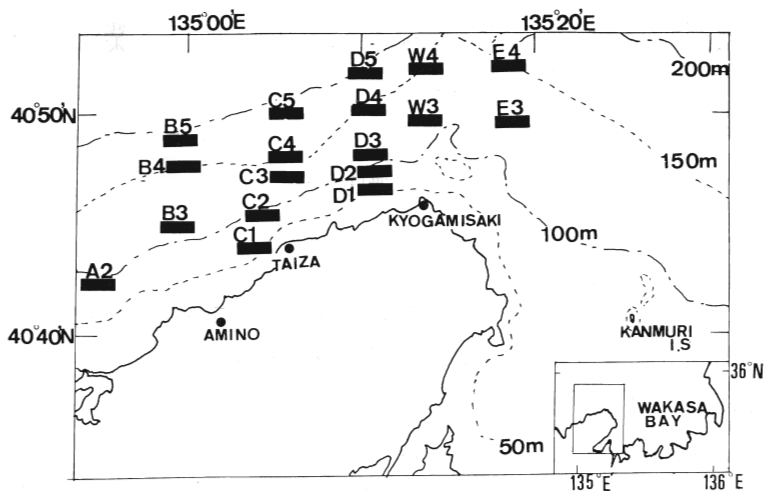 135°00'E
135°20'E
D5
W4
E4
200m
40°50'N
C5
D4
W3
E3
B5
B4
C4
D3
150m
C3
D2
D1
B3
C2
KYOGAMISAKI
C1
100m
TAIZA
A2
40°40'N
AMINO
KANMURI
I.S
36°N
WAKASA
BAY
50m
135°E
136°E